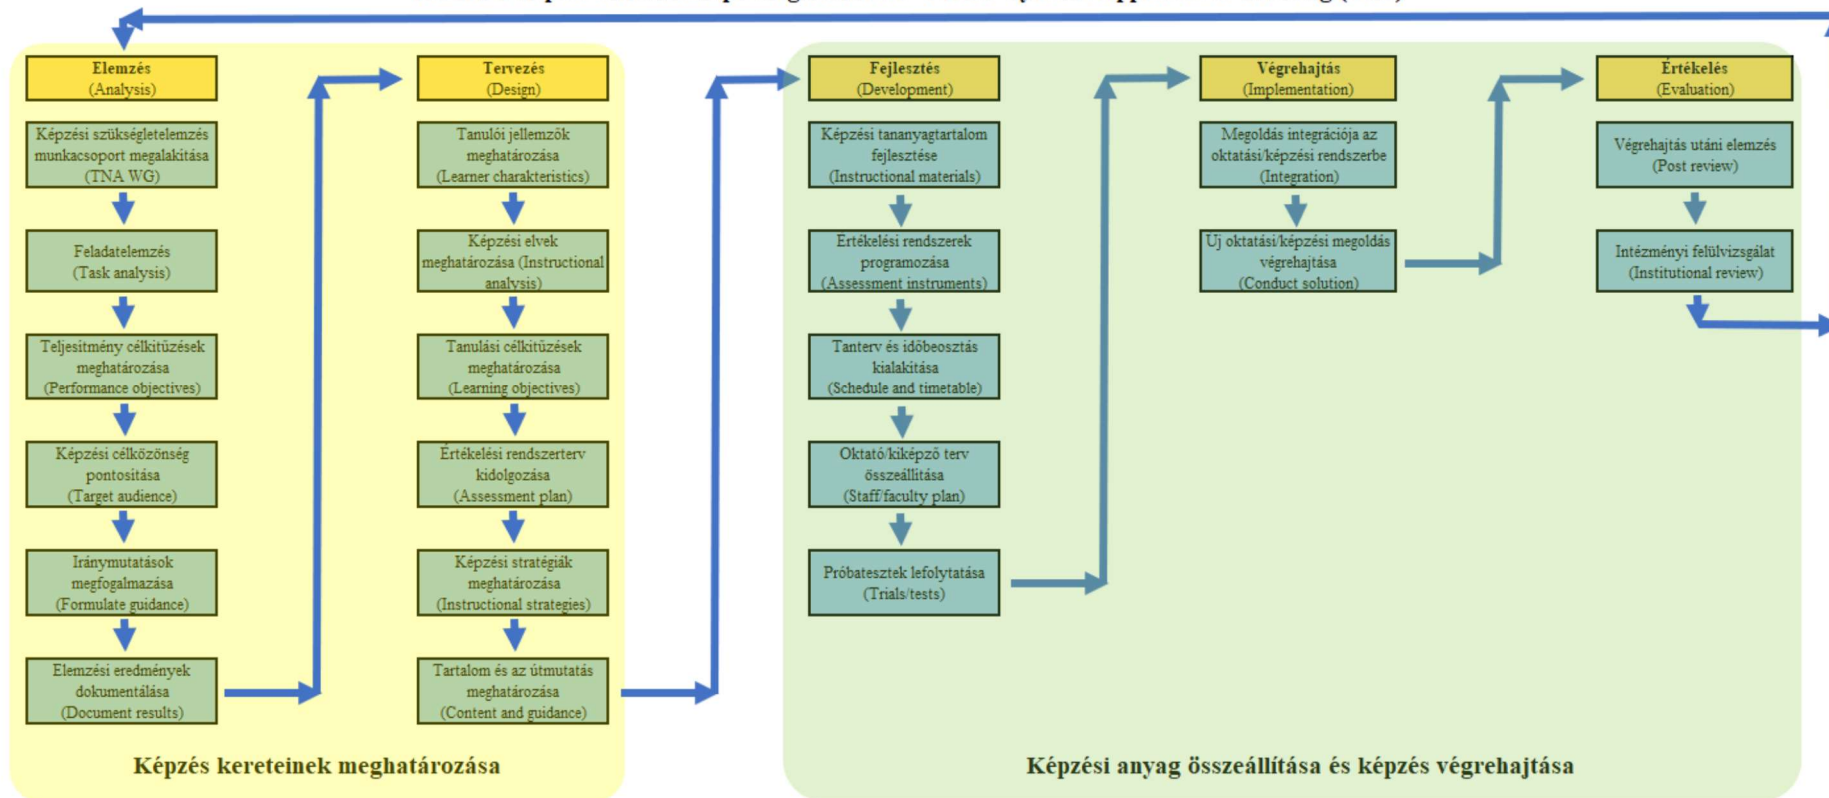 Elemzés
(Analysis)
Képzési szükségletelemzés
munkacsoport megalakítása
(TNA WG)
Feladatelemzés
(Task analysis)
Teljesítmény célkitűzések
meghatározása
(Performance objectives)
Képzési célközönség
pontosítása
(Target audience)
Iránymutatások
megfogalmazása
(Formulate guidance)
Elemzési eredmények
dokumentálása
(Document results)
Tervezés
(Design)
Tanulói jellemzők
meghatározása
(Learner charakteristics)
Képzési elvek
meghatározása (Instructional
analysis)
Tanulási célkitűzések
meghatározása
(Learning objectives)
Értékelési rendszerterv
kidolgozása
(Assessment plan)
Képzési stratégiák
meghatározása
(Instructional strategies)
Tartalom és az útmutatás
meghatározása
(Content and guidance)
Képzés kereteinek meghatározása
Fejlesztés
(Development)
Képzési tananyagtartalom
fejlesztése
(Instructional materials)
Értékelési rendszerek
programozása
(Assessment instruments)
Tanterv és időbeosztás
kialakítása
(Schedule and timetable)
Oktató/kiképző terv
összeállítása
(Staff/faculty plan)
Próbatesztek lefolytatása
(Trials/tests)
Végrehajtás
(Implementation)
Megoldás integrációja az
oktatási/képzési rendszerbe
(Integration)
Uj oktatási/képzési megoldás
végrehajtása
(Conduct solution)
Értékelés
(Evaluation)
Végrehajtás utáni elemzés
(Post review)
Intézményi felülvizsgálat
(Institutional review)
Képzési anyag összeállítása és képzés végrehajtása